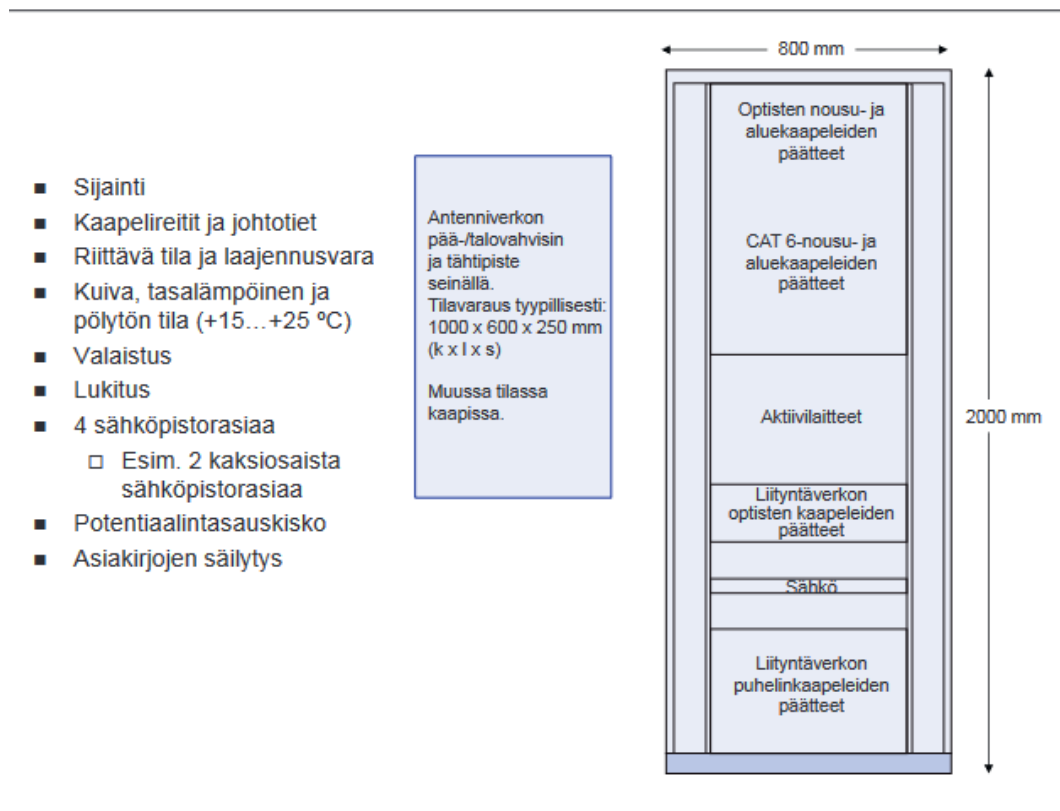 ■ Sijainti
■ Kaapelireitit ja johtotiet
■ Riittävä tila ja laajennusvara
■ Kuiva, tasalämpöinen ja
pölytön tila (+15…+25 ºC)
■ Valaistus
■ Lukitus
■ 4 sähköpistorasiaa
□ Esim. 2 kaksiosaista
sähköpistorasiaa
■ Potentiaalintasauskisko
■ Asiakirjojen säilytys
Antenniverkon
pää-/talovahvisin
ja tähtipiste
seinällä.
Tilavaraus tyypillisesti:
1000 x 600 x 250 mm
(k x l x s)
Muussa tilassa
kaapissa.
800 mm
Optisten nousu- ja
aluekaapeleiden
päätteet
CAT 6-nousu- ja
aluekaapeleiden
päätteet
Aktiivilaitteet
2000 mm
Liityntäverkon
optisten kaapeleiden
päätteet
Sähkö
Liityntäverkon
puhelinkaapeleiden
päätteet